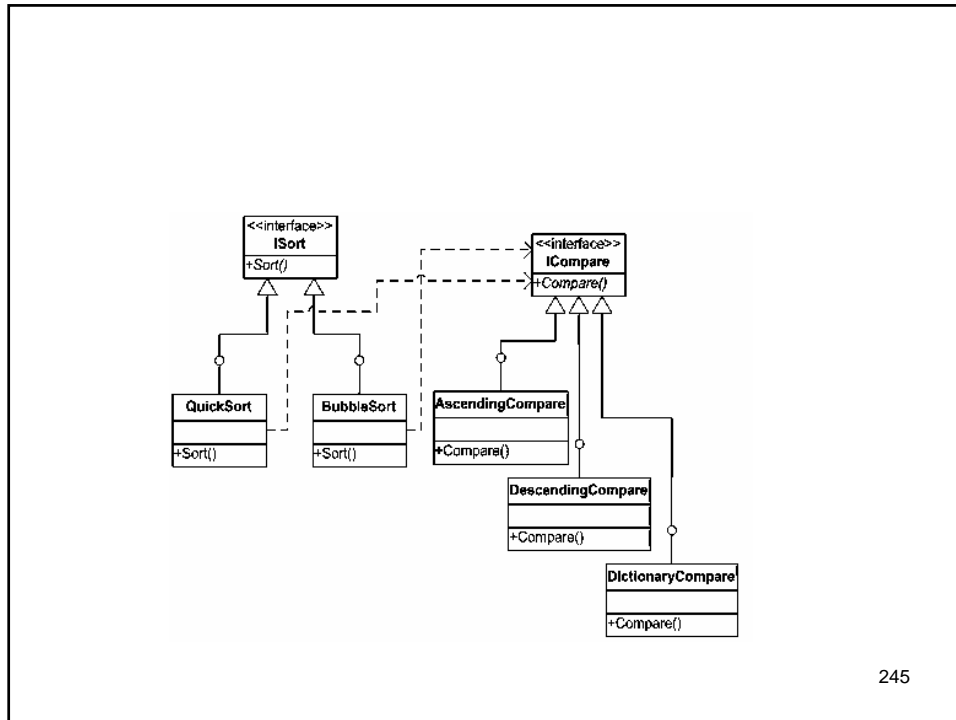 <<interface>>
ISort
+Sort()
<<interface>>
ICompare
+Compare()
QuickSort
+Sort()
BubbleSort
+Sort()
AscendingCompare
+Compare()
DescendingCompare
+Compare()
DictionaryCompare
+Compare()
245